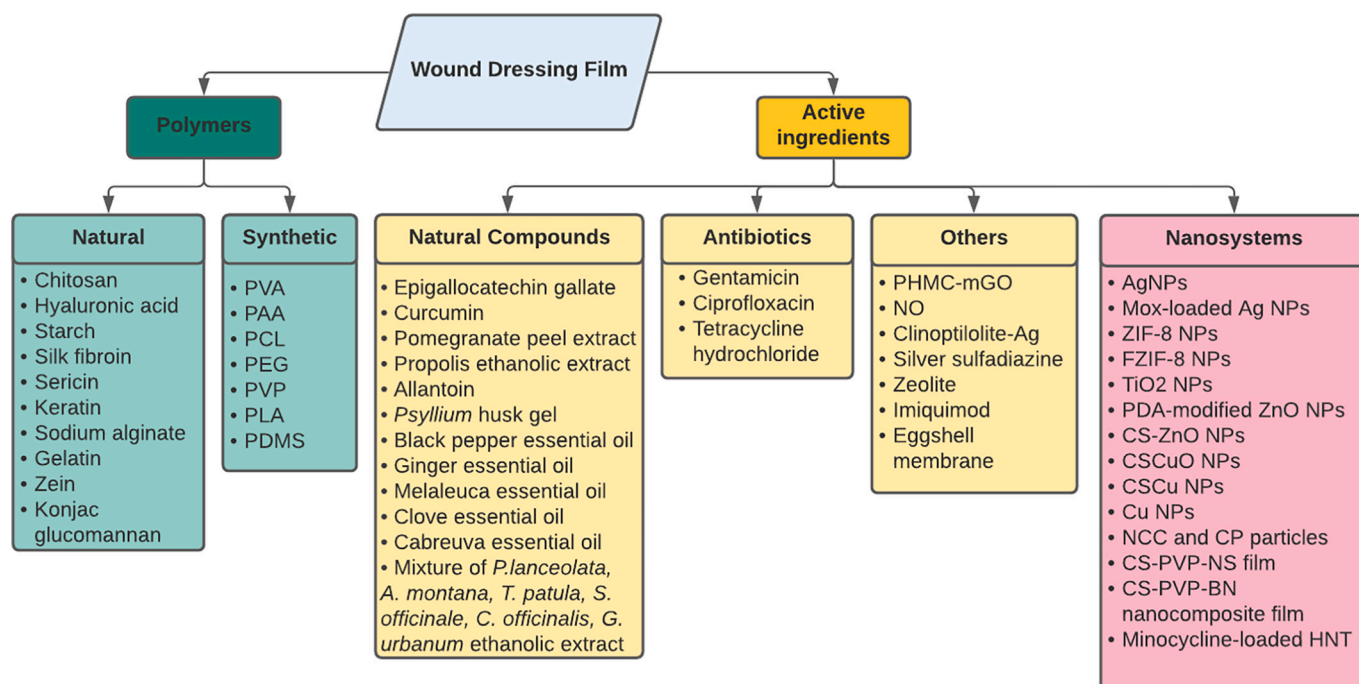 Wound Dressing Film
Polymers
Active
ingredients
Natural
• Chitosan
• Hyaluronic acid
• Starch
• Silk fibroin
• Sericin
• Keratin
• Sodium alginate
• Gelatin
• Zein
• Konjac
glucomannan
Synthetic
• PVA
• PAA
• PCL
• PEG
• PVP
• PLA
• PDMS
Natural Compounds
• Epigallocatechin gallate
• Curcumin
• Pomegranate peel extract
• Propolis ethanolic extract
• Allantoin
• Psyllium husk gel
• Black pepper essential oil
• Ginger essential oil
• Melaleuca essential oil
• Clove essential oil
• Cabreuva essential oil
• Mixture of P.lanceolata,
A. montana, T. patula, S.
officinale, C. officinalis, G.
urbanum ethanolic extract
Antibiotics
• Gentamicin
• Ciprofloxacin
• Tetracycline
hydrochloride
Others
• PHMC-mGO
• NO
• Clinoptilolite-Ag
• Silver sulfadiazine
• Zeolite
• Imiquimod
• Eggshell
membrane
Nanosystems
• AgNPs
• Mox-loaded Ag NPs
• ZIF-8 NPs
• FZIF-8 NPs
• TiO2 NPs
• PDA-modified ZnO NPs
• CS-ZnO NPs
• CSCuO NPs
• CSCu NPs
• Cu NPs
• NCC and CP particles
• CS-PVP-NS film
• CS-PVP-BN
nanocomposite film
• Minocycline-loaded HNT